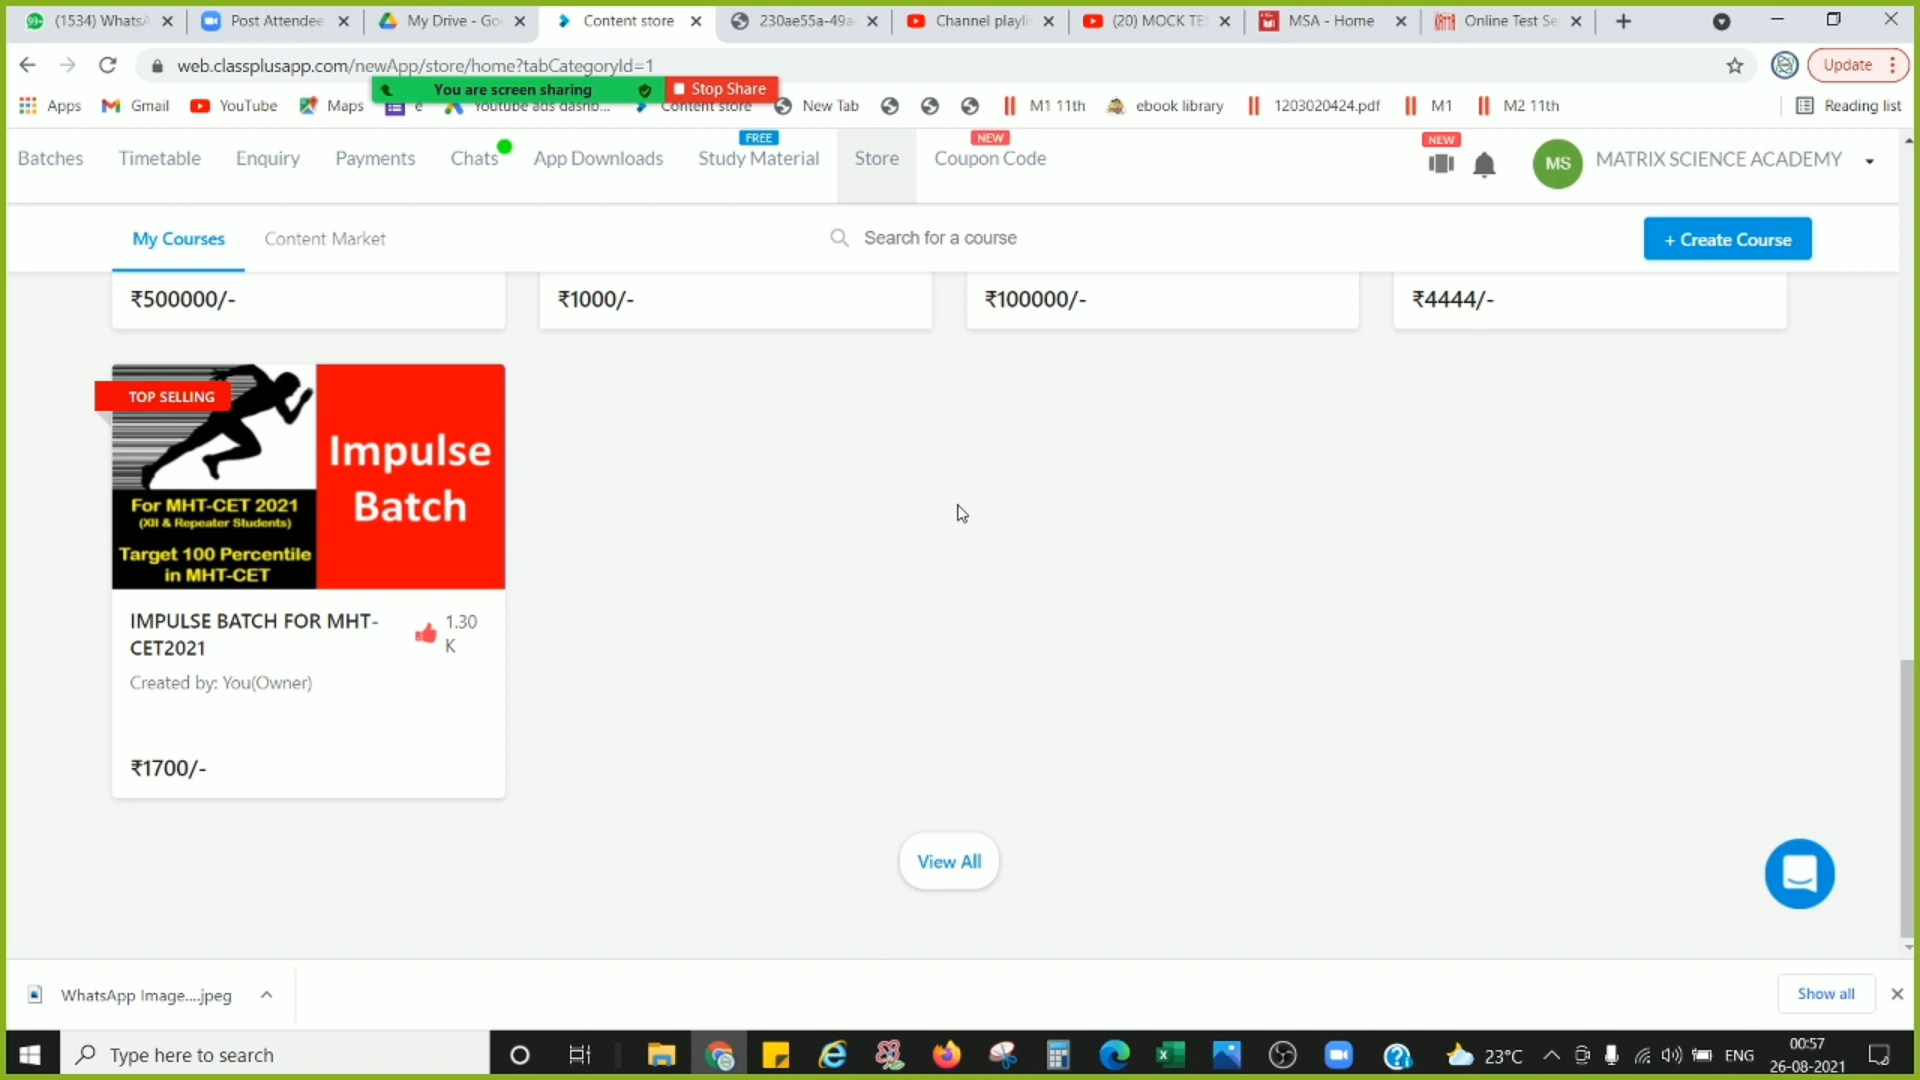 (1534) WhatsA
Post Attendee
My Drive - Go
Content store
230ae55a-49a
Channel playli
(20) MOCK TE
MSA - Home
Online Test Se
web.classplusapp.com/newApp/store/home?tabCategoryId=1
Update
You are screen sharing
Stop Share
Apps
Gmail
YouTube
Maps
e
Youtube ads dashb...
Content store
New Tab
M1 11th
ebook library
1203020424.pdf
M1
M2 11th
Reading list
Batches
Timetable
Enquiry
Payments
Chats
App Downloads
FREE
Study Material
Store
NEW
Coupon Code
NEW
MS
MATRIX SCIENCE ACADEMY
My Courses
Content Market
Search for a course
+ Create Course
₹500000/-
₹1000/-
₹100000/-
₹4444/-
TOP SELLING
For MHT-CET 2021
(XII & Repeater Students)
Target 100 Percentile
in MHT-CET
Impulse
Batch
IMPULSE BATCH FOR MHT-
CET2021
1.30
K
Created by: You(Owner)
₹1700/-
View All
WhatsApp Image....jpeg
Show all
Type here to search
23°C
ENG
00:57
26-08-2021